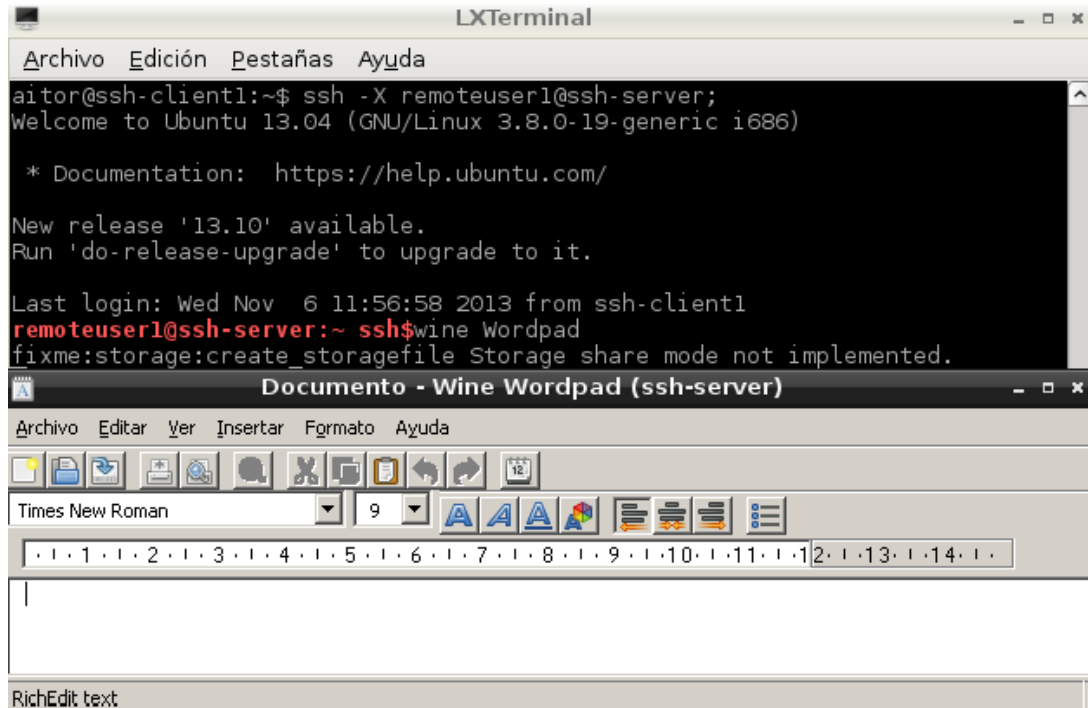 LXTerminal
Archivo Edición Pestañas Ayuda
aitor@ssh-client1:~$ ssh -X remoteuser1@ssh-server;
Welcome to Ubuntu 13.04 (GNU/Linux 3.8.0-19-generic i686)
* Documentation: https://help.ubuntu.com/
New release '13.10' available.
Run 'do-release-upgrade' to upgrade to it.
Last login: Wed Nov 6 11:56:58 2013 from ssh-client1
remoteuser1@ssh-server:~ ssh$wine Wordpad
fixme:storage:create_storagefile Storage share mode not implemented.
Documento - Wine Wordpad (ssh-server)
Archivo Editar Ver Insertar Formato Ayuda
12
Times New Roman 9 A A A
1 2 3 4 5 6 7 8 9 10 11 12 13 14
RichEdit text